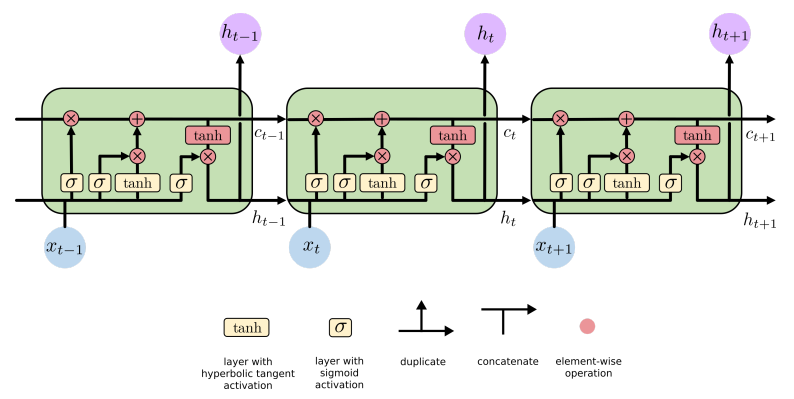 h_{t−1} h_t h_{t+1}
× + × + × +
c_{t−1} c_t c_{t+1}
tanh tanh tanh
× × × × × ×
σ σ tanh σ σ σ tanh σ σ σ tanh σ
h_{t−1} h_t h_{t+1}
x_{t−1} x_t x_{t+1}
tanh σ
layer with
hyperbolic tangent
activation
layer with
sigmoid
activation
duplicate
concatenate
element-wise
operation